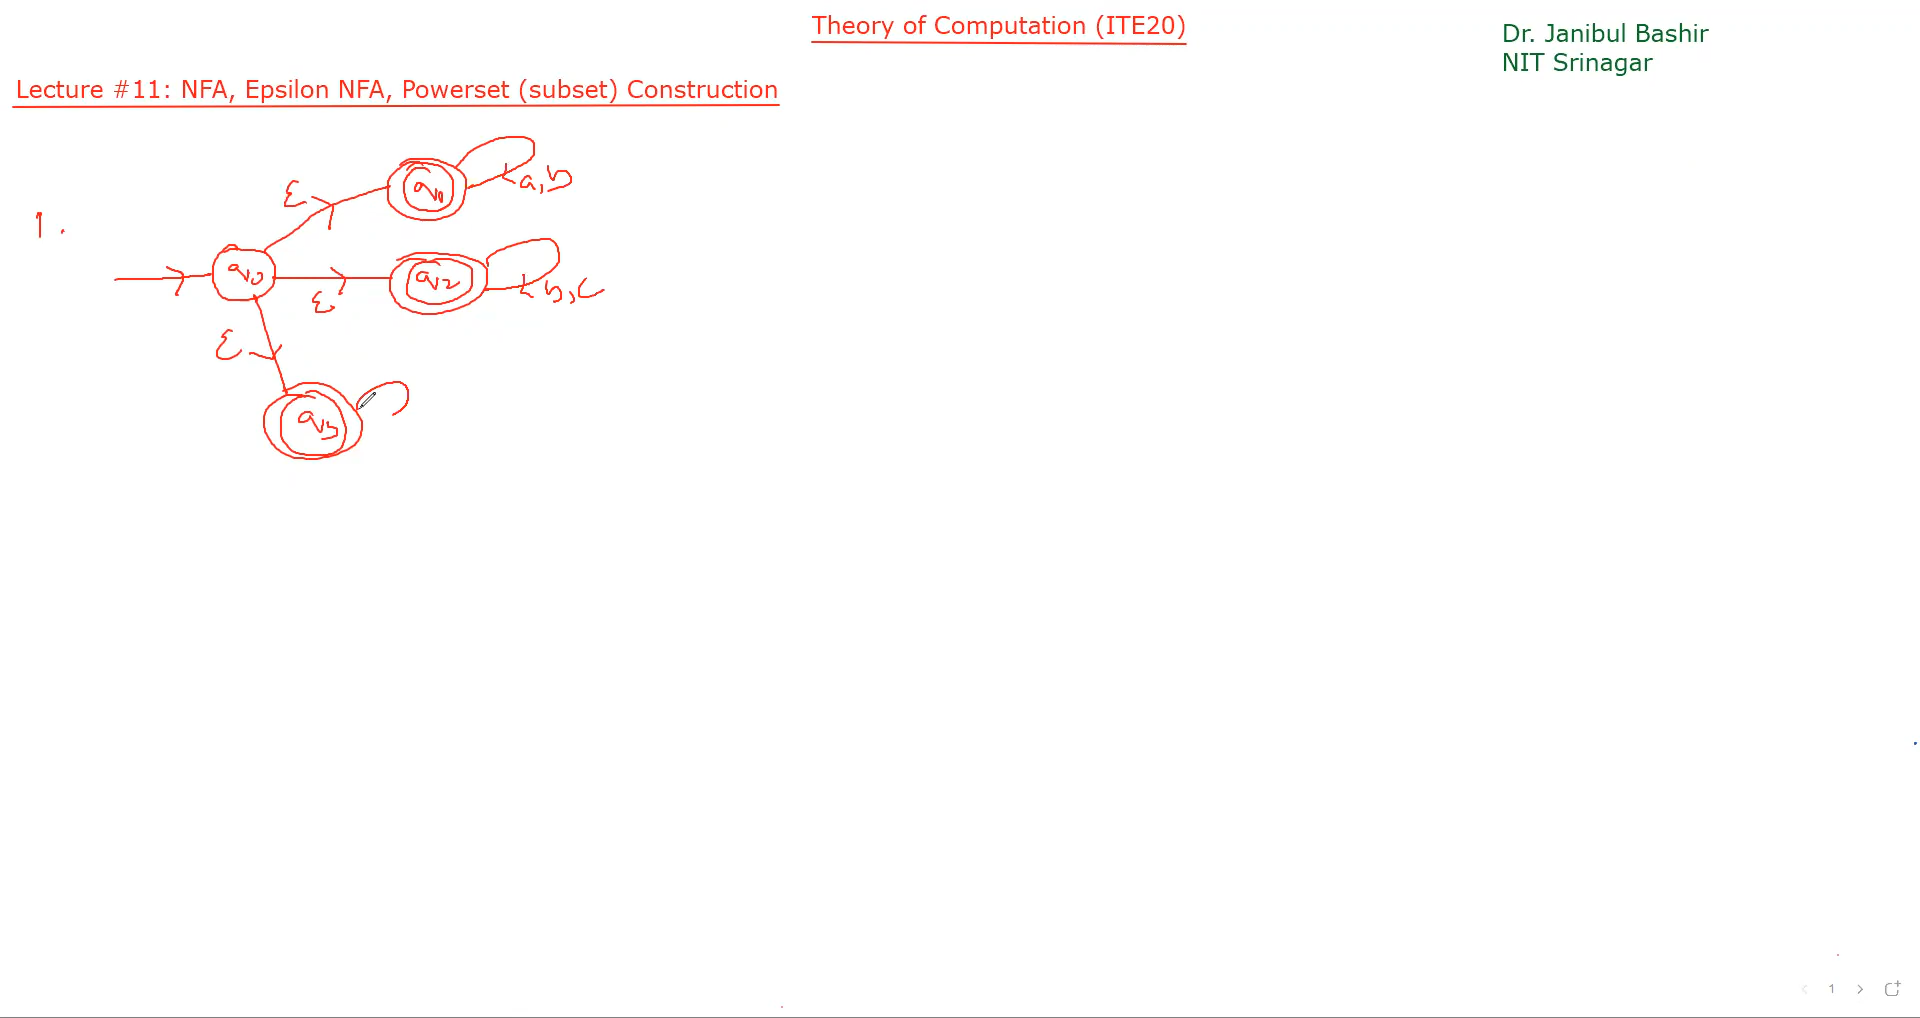 Theory of Computation (ITE20)
Dr. Janibul Bashir
NIT Srinagar
Lecture #11: NFA, Epsilon NFA, Powerset (subset) Construction
1.
ε
q1
a,b
q0
ε
q2
b,c
ε
q3
1